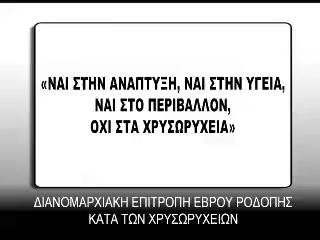 «ΝΑΙ ΣΤΗΝ ΑΝΑΠΤΥΞΗ, ΝΑΙ ΣΤΗΝ ΥΓΕΙΑ,
ΝΑΙ ΣΤΟ ΠΕΡΙΒΑΛΛΟΝ,
ΟΧΙ ΣΤΑ ΧΡΥΣΩΡΥΧΕΙΑ»
ΔΙΑΝΟΜΑΡΧΙΑΚΗ ΕΠΙΤΡΟΠΗ ΕΒΡΟΥ ΡΟΔΟΠΗΣ
ΚΑΤΑ ΤΩΝ ΧΡΥΣΩΡΥΧΕΙΩΝ